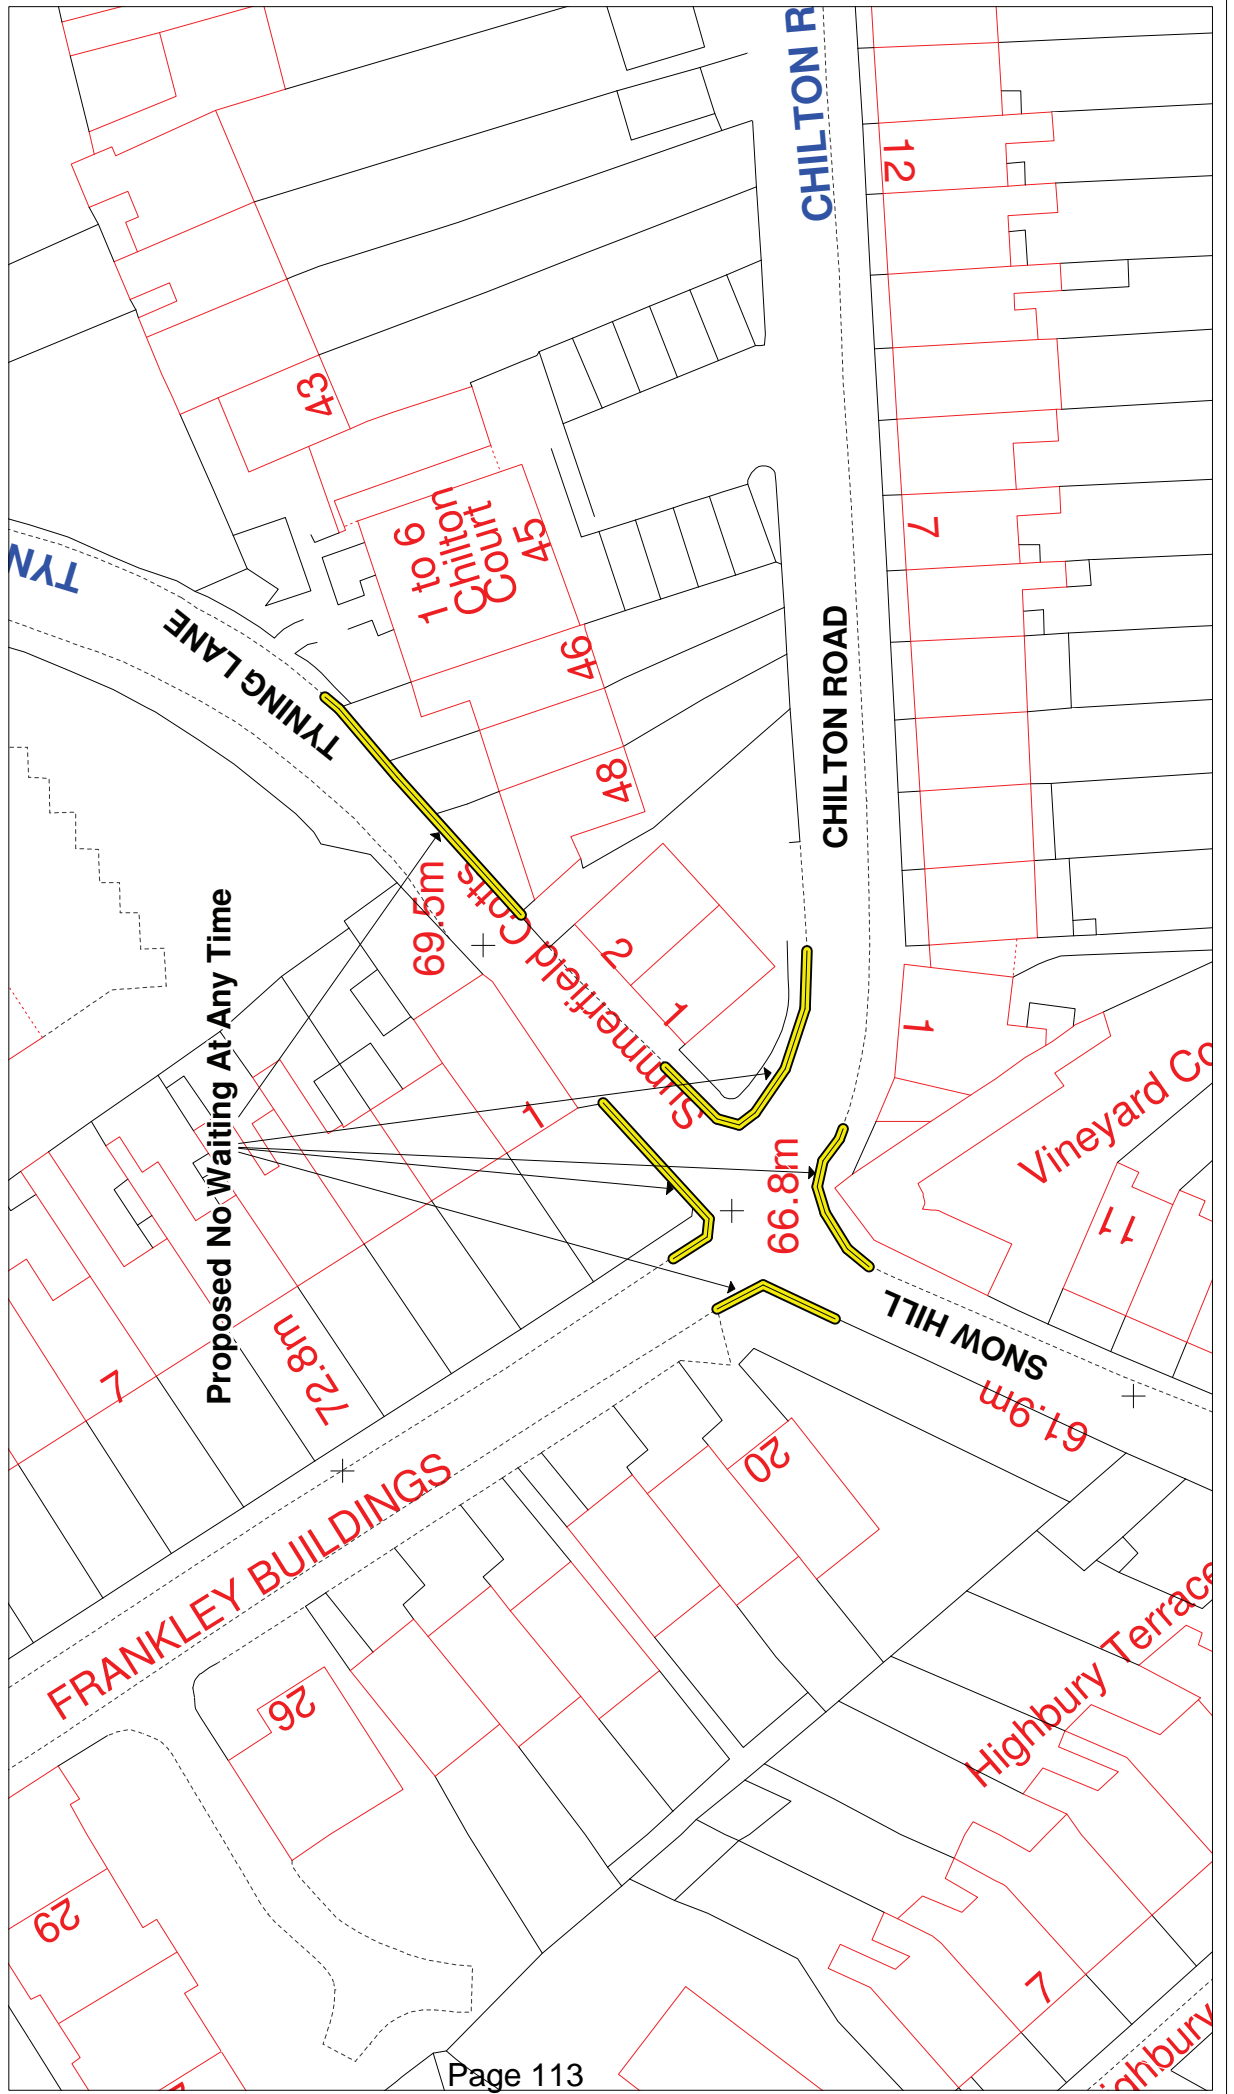 CHILTON R
12
43
1 to 6
Chilton
Court
45
7
TYN
TYNING LANE
46
CHILTON ROAD
48
69.5m
Summerfield Cotts
2
1
Proposed No Waiting At Any Time
1
1
Vineyard Co
66.8m
11
SNOW HILL
61.9m
7
72.8m
20
FRANKLEY BUILDINGS
26
Highbury Terrace
29
7
ghbury
Page 113